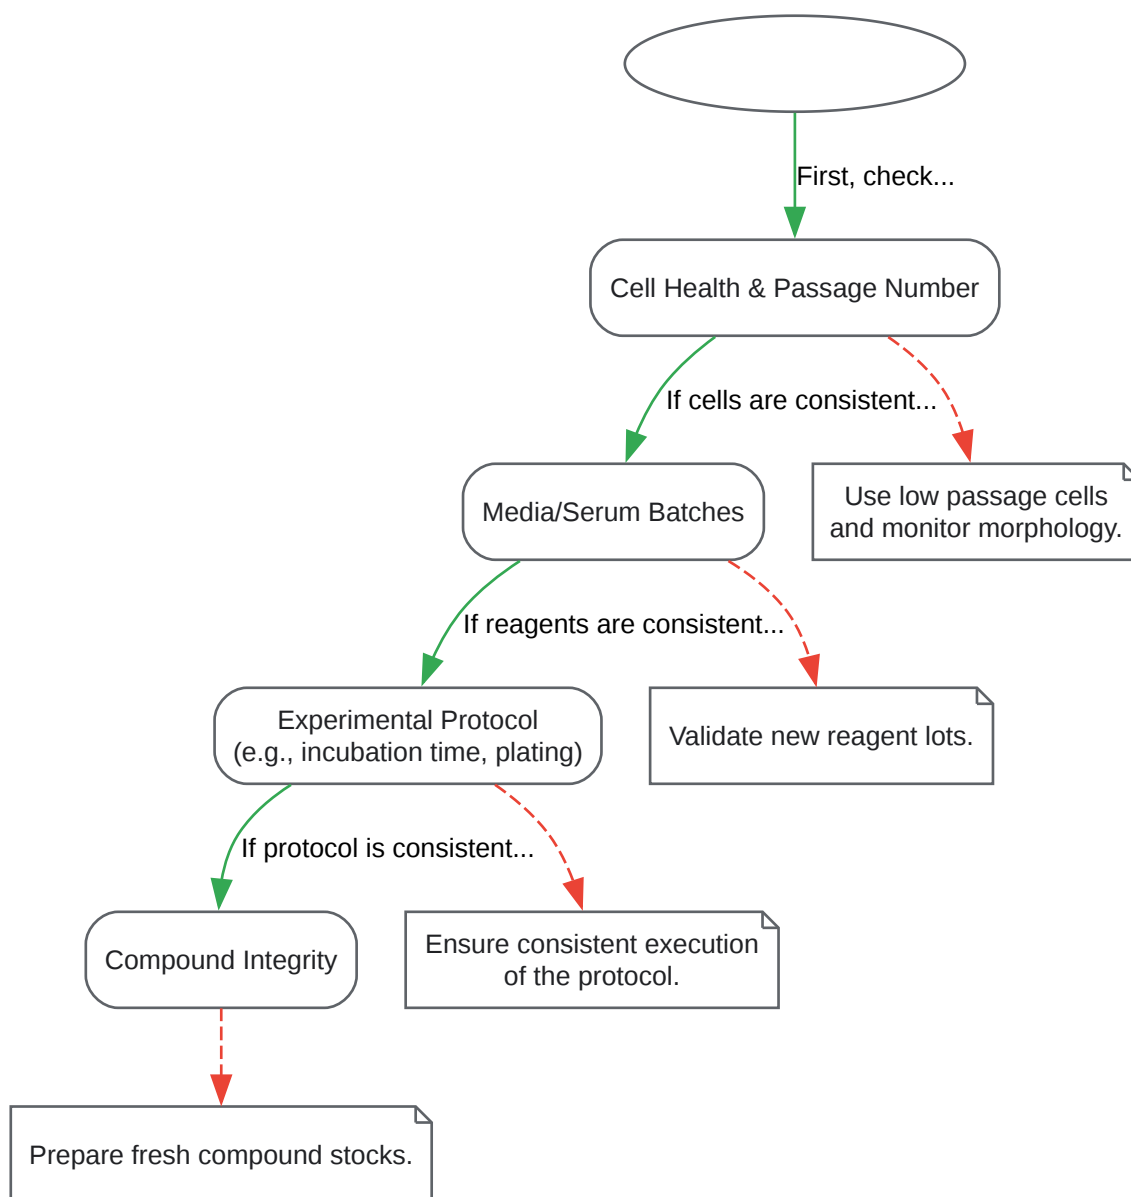 First, check...
Cell Health & Passage Number
If cells are consistent...
Media/Serum Batches
Use low passage cells
and monitor morphology.
If reagents are consistent...
Experimental Protocol
(e.g., incubation time, plating)
Validate new reagent lots.
If protocol is consistent...
Compound Integrity
Ensure consistent execution
of the protocol.
Prepare fresh compound stocks.